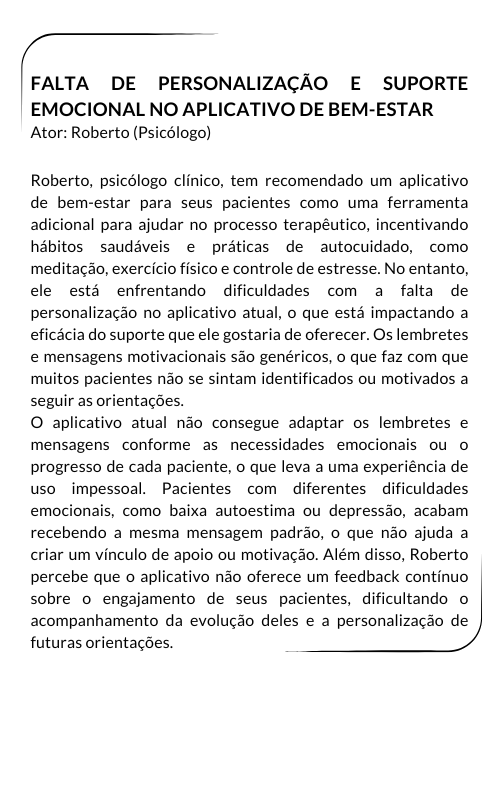 FALTA DE PERSONALIZAÇÃO E SUPORTE
EMOCIONAL NO APLICATIVO DE BEM-ESTAR
Ator: Roberto (Psicólogo)
Roberto, psicólogo clínico, tem recomendado um aplicativo
de bem-estar para seus pacientes como uma ferramenta
adicional para ajudar no processo terapêutico, incentivando
hábitos saudáveis e práticas de autocuidado, como
meditação, exercício físico e controle de estresse. No entanto,
ele está enfrentando dificuldades com a falta de
personalização no aplicativo atual, o que está impactando a
eficácia do suporte que ele gostaria de oferecer. Os lembretes
e mensagens motivacionais são genéricos, o que faz com que
muitos pacientes não se sintam identificados ou motivados a
seguir as orientações.
O aplicativo atual não consegue adaptar os lembretes e
mensagens conforme as necessidades emocionais ou o
progresso de cada paciente, o que leva a uma experiência de
uso impessoal. Pacientes com diferentes dificuldades
emocionais, como baixa autoestima ou depressão, acabam
recebendo a mesma mensagem padrão, o que não ajuda a
criar um vínculo de apoio ou motivação. Além disso, Roberto
percebe que o aplicativo não oferece um feedback contínuo
sobre o engajamento de seus pacientes, dificultando o
acompanhamento da evolução deles e a personalização de
futuras orientações.